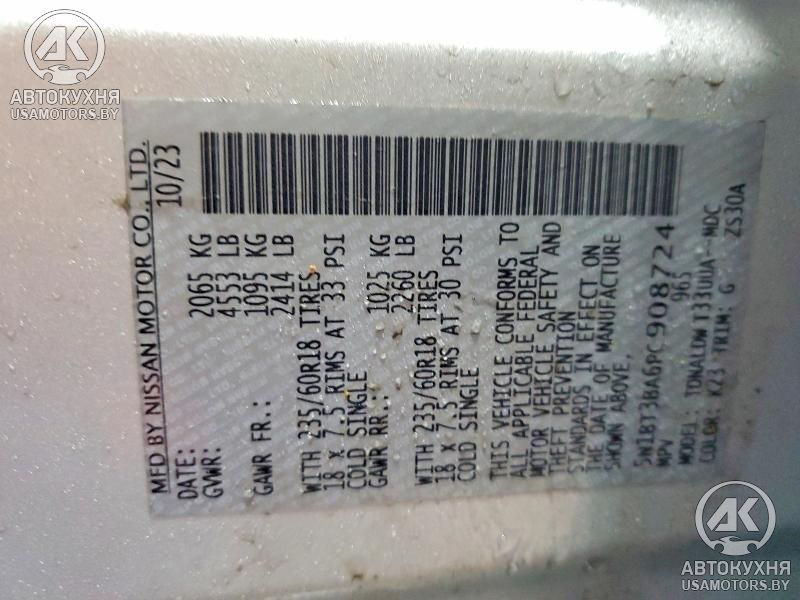 AK
АВТОКУХНЯ
USAMOTORS.BY
MFD BY NISSAN MOTOR CO., LTD.
DATE: 10/23
GVWR: 2065 KG
4553 LB
GAWR FR.: 1095 KG
2414 LB
WITH 235/60R18 TIRES
18 x 7.5 RIMS AT 33 PSI
COLD SINGLE
GAWR RR.: 1025 KG
2260 LB
WITH 235/60R18 TIRES
18 x 7.5 RIMS AT 30 PSI
COLD SINGLE
THIS VEHICLE CONFORMS TO
ALL APPLICABLE FEDERAL
MOTOR VEHICLE SAFETY AND
THEFT PREVENTION
STANDARDS IN EFFECT ON
THE DATE OF MANUFACTURE
SHOWN ABOVE.
5N1BT3BA6PC908724
MPV 965
MODEL: TDNALDWT33UUA--MDC
COLOR: K23 TRIM: G ZS30A
AK
АВТОКУХНЯ
USAMOTORS.BY